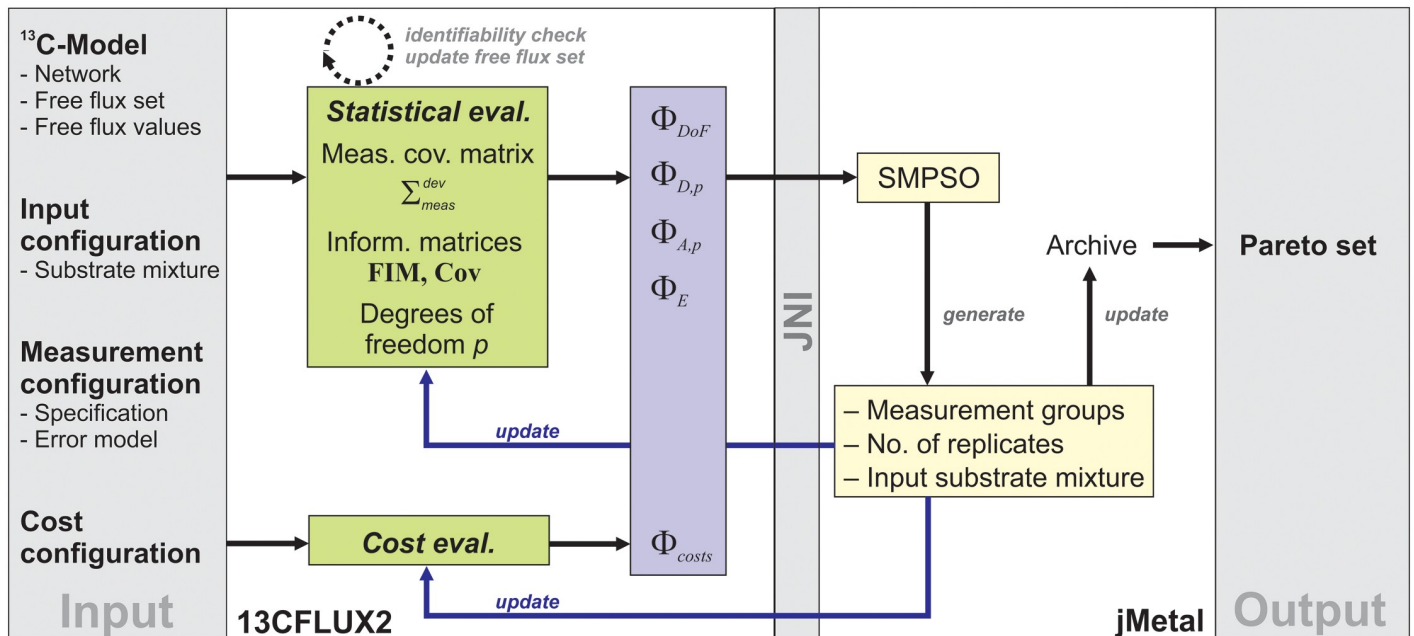 ¹³C-Model
- Network
- Free flux set
- Free flux values
Input
configuration
- Substrate mixture
Measurement
configuration
- Specification
- Error model
Cost
configuration
Input
identifiability check
update free flux set
Statistical eval.
Meas. cov. matrix
Σ_meas^dev
Inform. matrices
FIM, Cov
Degrees of
freedom p
update
Cost eval.
update
13CFLUX2
Φ_DoF
Φ_D,p
Φ_A,p
Φ_E
Φ_costs
JNI
SMPSO
generate
Archive
update
– Measurement groups
– No. of replicates
– Input substrate mixture
jMetal
Pareto set
Output